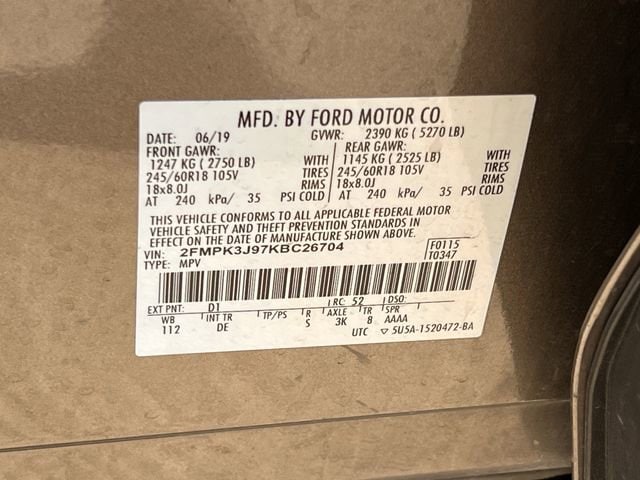 MFD. BY FORD MOTOR CO.
DATE: 06/19 GVWR: 2390 KG ( 5270 LB)
FRONT GAWR: REAR GAWR:
1247 KG ( 2750 LB) WITH 1145 KG ( 2525 LB) WITH
245/60R18 105V TIRES 245/60R18 105V TIRES
18x8.0J RIMS 18x8.0J RIMS
AT 240 kPa/ 35 PSI COLD AT 240 kPa/ 35 PSI COLD
THIS VEHICLE CONFORMS TO ALL APPLICABLE FEDERAL MOTOR
VEHICLE SAFETY AND THEFT PREVENTION STANDARDS IN
EFFECT ON THE DATE OF MANUFACTURE SHOWN ABOVE.
VIN: 2FMPK3J97KBC26704 F0115
TYPE: MPV T0347
EXT PNT: D1 RC: 52 DSO:
WB INT TR TP/PS R AXLE TR SPR
112 DE S 3K B AAAA
UTC ▽ 5U5A-1520472-BA